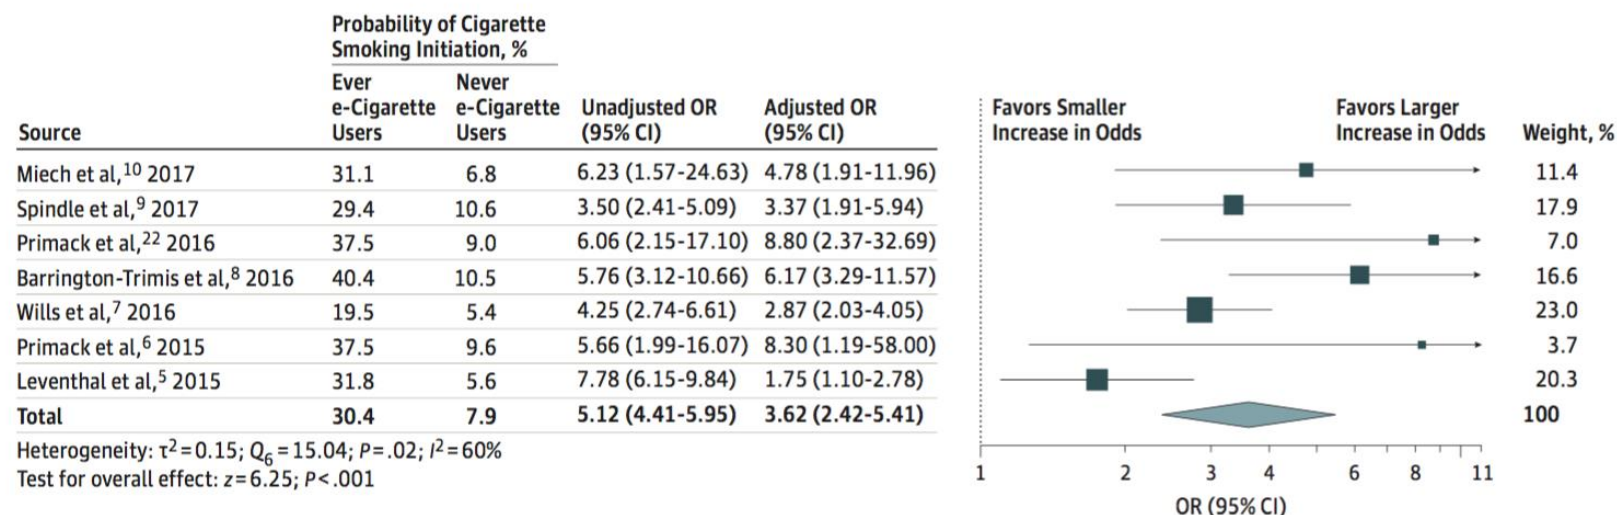 Probability of Cigarette
Smoking Initiation, %
Ever Never
e-Cigarette e-Cigarette Unadjusted OR Adjusted OR Favors Smaller Favors Larger
Source Users Users (95% CI) (95% CI) Increase in Odds Increase in Odds Weight, %
Miech et al,10 2017 31.1 6.8 6.23 (1.57-24.63) 4.78 (1.91-11.96) 11.4
Spindle et al,9 2017 29.4 10.6 3.50 (2.41-5.09) 3.37 (1.91-5.94) 17.9
Primack et al,22 2016 37.5 9.0 6.06 (2.15-17.10) 8.80 (2.37-32.69) 7.0
Barrington-Trimis et al,8 2016 40.4 10.5 5.76 (3.12-10.66) 6.17 (3.29-11.57) 16.6
Wills et al,7 2016 19.5 5.4 4.25 (2.74-6.61) 2.87 (2.03-4.05) 23.0
Primack et al,6 2015 37.5 9.6 5.66 (1.99-16.07) 8.30 (1.19-58.00) 3.7
Leventhal et al,5 2015 31.8 5.6 7.78 (6.15-9.84) 1.75 (1.10-2.78) 20.3
Total 30.4 7.9 5.12 (4.41-5.95) 3.62 (2.42-5.41) 100
Heterogeneity: τ2=0.15; Q6=15.04; P=.02; I2=60%
Test for overall effect: z=6.25; P<.001
1 2 3 4 6 8 11
OR (95% CI)